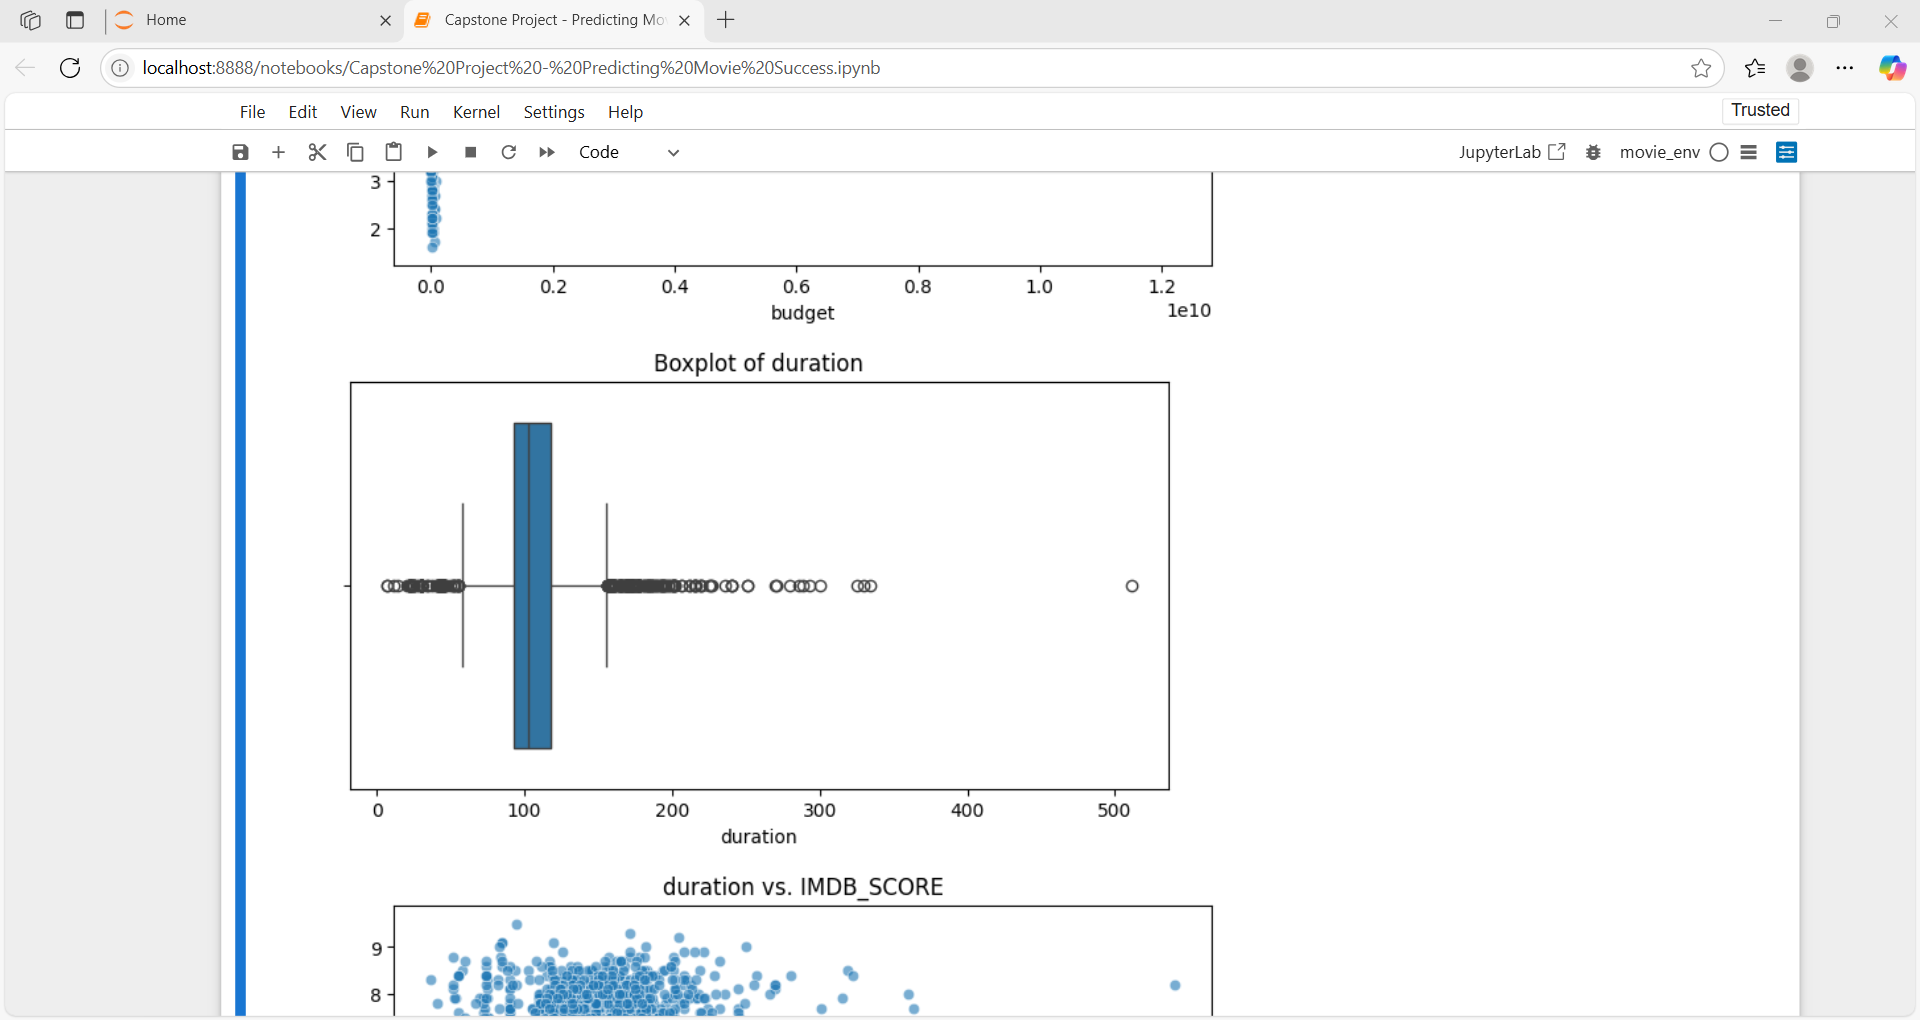 Home
Capstone Project - Predicting Mo
localhost:8888/notebooks/Capstone%20Project%20-%20Predicting%20Movie%20Success.ipynb
File Edit View Run Kernel Settings Help
Trusted
Code
JupyterLab
movie_env
3
2
0.0 0.2 0.4 0.6 0.8 1.0 1.2
1e10
budget
Boxplot of duration
0 100 200 300 400 500
duration
duration vs. IMDB_SCORE
9
8